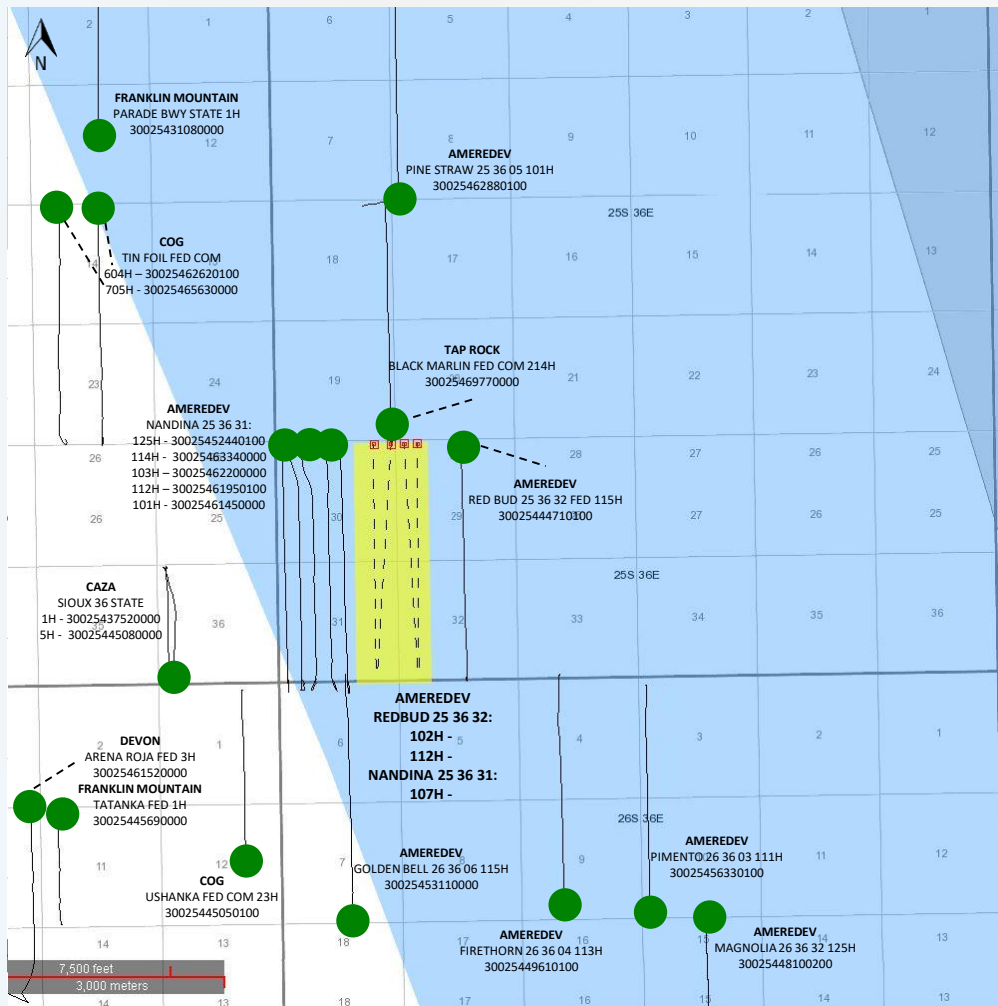 2
1
6
5
4
3
2
1
N
FRANKLIN MOUNTAIN
PARADE BWY STATE 1H
30025431080000
12
7
8
9
10
11
12
AMEREDEV
PINE STRAW 25 36 05 101H
30025462880100
25S 36E
COG
TIN FOIL FED COM
604H – 30025462620100
705H - 30025465630000
14
18
17
16
15
14
13
TAP ROCK
BLACK MARLIN FED COM 214H
30025469770000
23
24
19
21
22
23
24
AMEREDEV
NANDINA 25 36 31:
125H - 30025452440100
114H - 30025463340000
103H – 30025462200000
112H – 30025461950100
101H - 30025461450000
26
28
27
26
25
AMEREDEV
RED BUD 25 36 32 FED 115H
30025444710100
26
25
30
29
27
26
25
25S 36E
CAZA
SIOUX 36 STATE
1H - 30025437520000
5H - 30025445080000
35
36
31
32
33
34
35
36
AMEREDEV
REDBUD 25 36 32:
102H -
112H -
NANDINA 25 36 31:
107H -
2
1
6
5
4
3
2
1
DEVON
ARENA ROJA FED 3H
30025461520000
FRANKLIN MOUNTAIN
TATANKA FED 1H
30025445690000
26S 36E
11
12
7
8
9
10
11
12
COG
USHANKA FED COM 23H
30025445050100
AMEREDEV
GOLDEN BELL 26 36 06 115H
30025453110000
AMEREDEV
PIMENTO 26 36 03 111H
30025456330100
14
13
18
17
16
15
14
13
AMEREDEV
FIRETHORN 26 36 04 113H
30025449610100
AMEREDEV
MAGNOLIA 26 36 32 125H
30025448100200
7,500 feet
3,000 meters
14
13
18
17
16
15
14
13